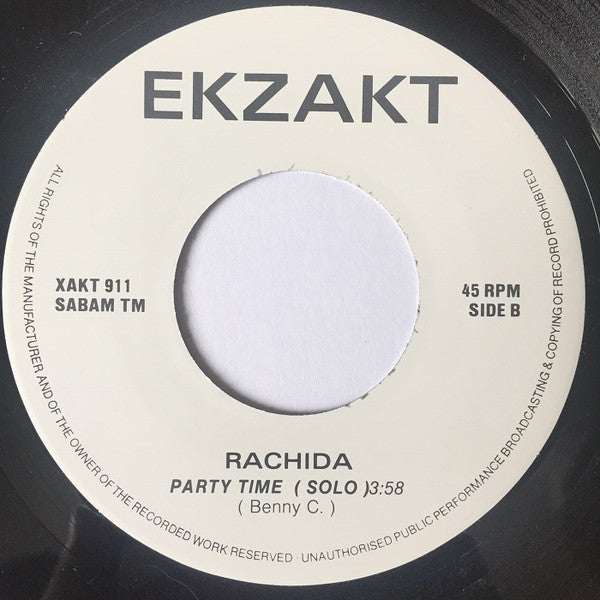 EKZAKT
XAKT 911
SABAM TM
45 RPM
SIDE B
RACHIDA
PARTY TIME ( SOLO )3:58
( Benny C. )
ALL RIGHTS OF THE MANUFACTURER AND OF THE OWNER OF THE RECORDED WORK RESERVED · UNAUTHORISED PUBLIC PERFORMANCE BROADCASTING & COPYING OF RECORD PROHIBITED